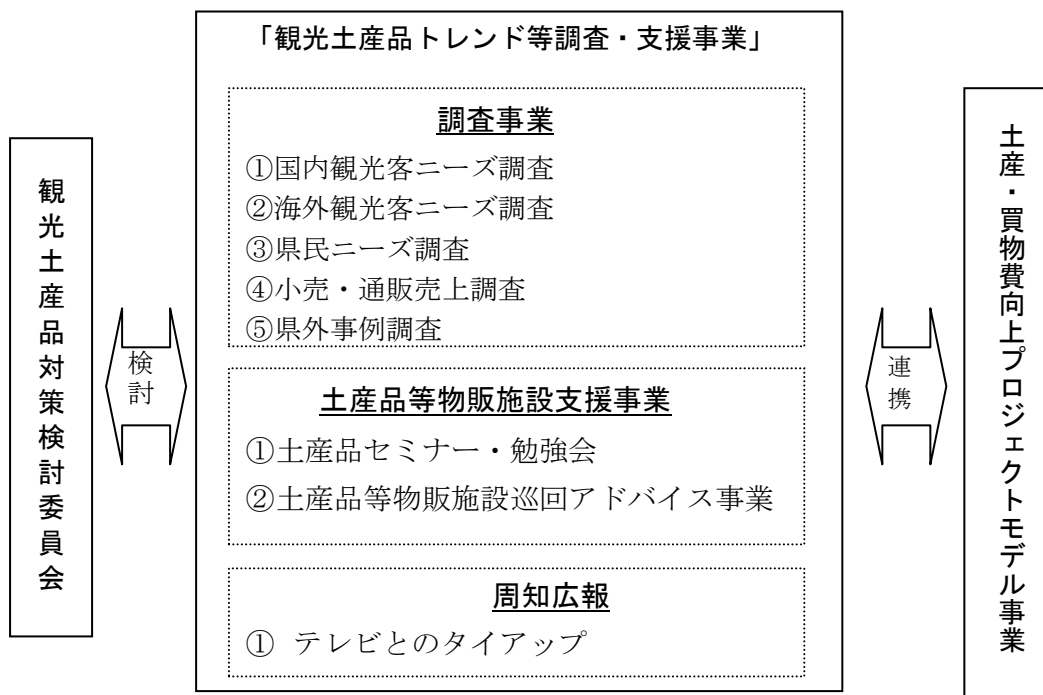 「観光土産品トレンド等調査・支援事業」
観光土産品対策検討委員会
検討
調査事業
①国内観光客ニーズ調査
②海外観光客ニーズ調査
③県民ニーズ調査
④小売・通販売上調査
⑤県外事例調査
土産品等物販施設支援事業
①土産品セミナー・勉強会
②土産品等物販施設巡回アドバイス事業
周知広報
① テレビとのタイアップ
連携
土産・買物費向上プロジェクトモデル事業